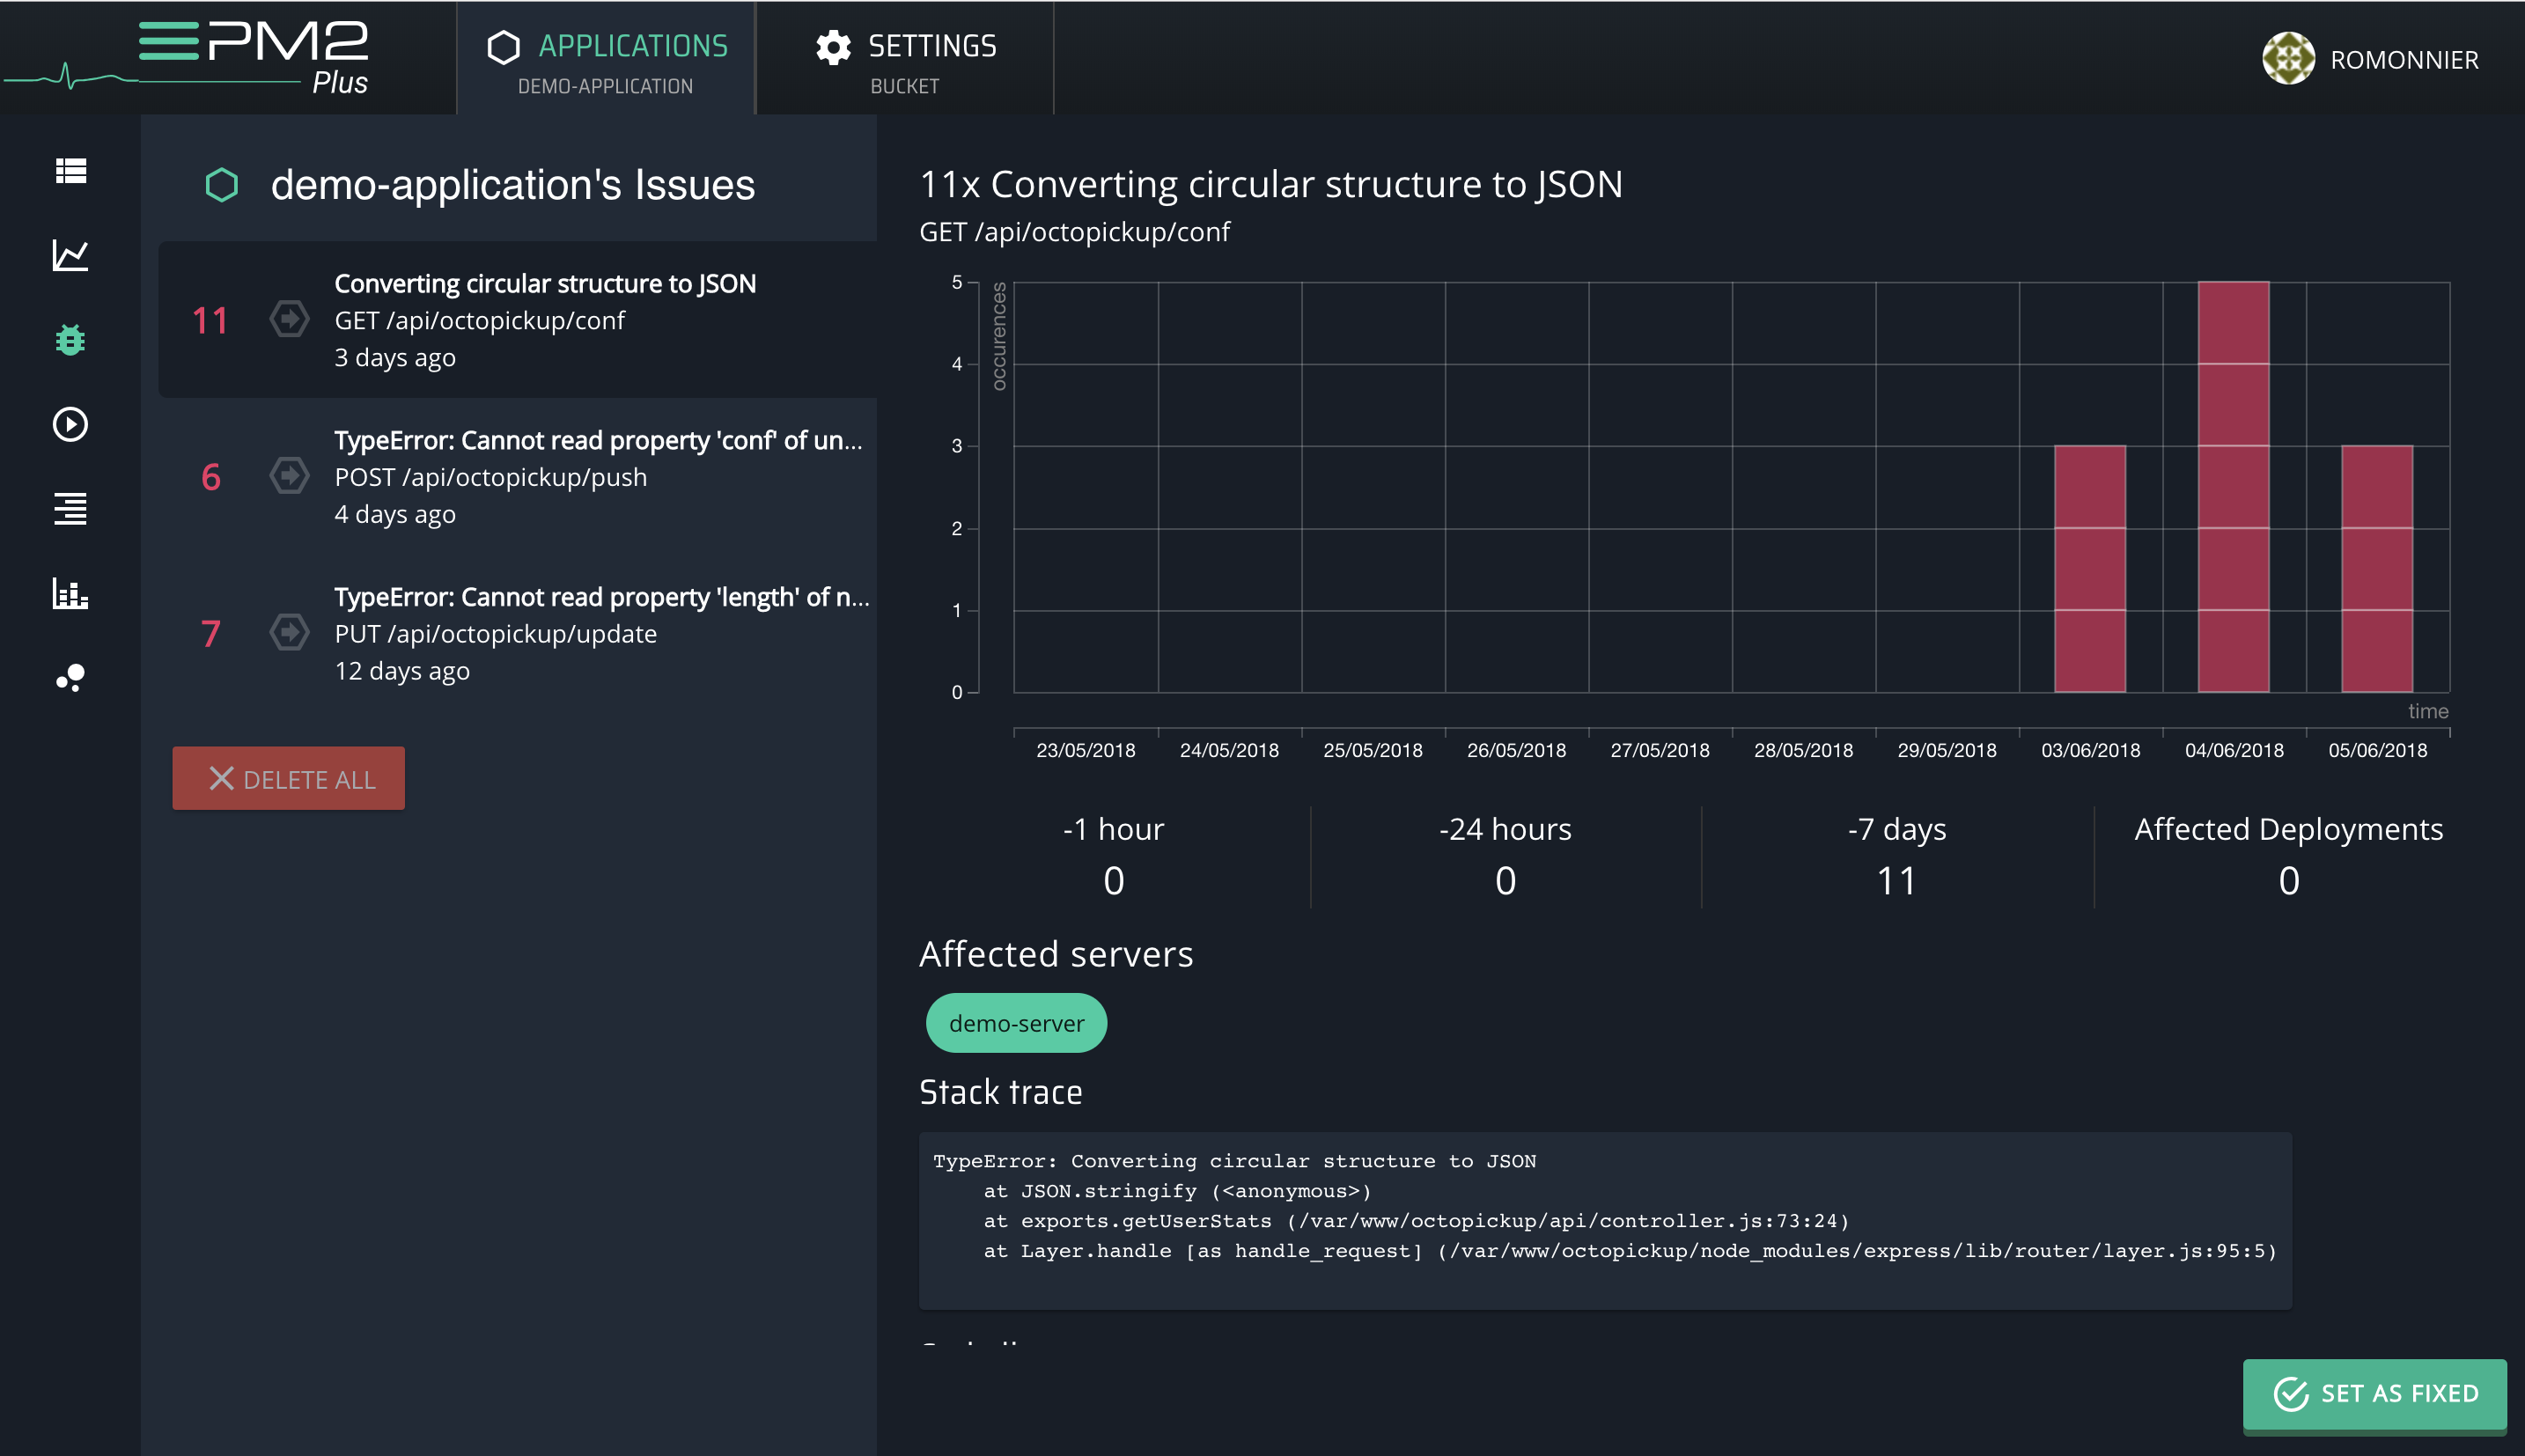 PM2
Plus
APPLICATIONS
DEMO-APPLICATION
SETTINGS
BUCKET
ROMONNIER
demo-application's Issues
11
Converting circular structure to JSON
GET /api/octopickup/conf
3 days ago
6
TypeError: Cannot read property 'conf' of un...
POST /api/octopickup/push
4 days ago
7
TypeError: Cannot read property 'length' of n...
PUT /api/octopickup/update
12 days ago
DELETE ALL
11x Converting circular structure to JSON
GET /api/octopickup/conf
occurences
5
4
3
2
1
0
time
23/05/2018 24/05/2018 25/05/2018 26/05/2018 27/05/2018 28/05/2018 29/05/2018 03/06/2018 04/06/2018 05/06/2018
-1 hour
0
-24 hours
0
-7 days
11
Affected Deployments
0
Affected servers
demo-server
Stack trace
TypeError: Converting circular structure to JSON
at JSON.stringify (<anonymous>)
at exports.getUserStats (/var/www/octopickup/api/controller.js:73:24)
at Layer.handle [as handle_request] (/var/www/octopickup/node_modules/express/lib/router/layer.js:95:5)
SET AS FIXED